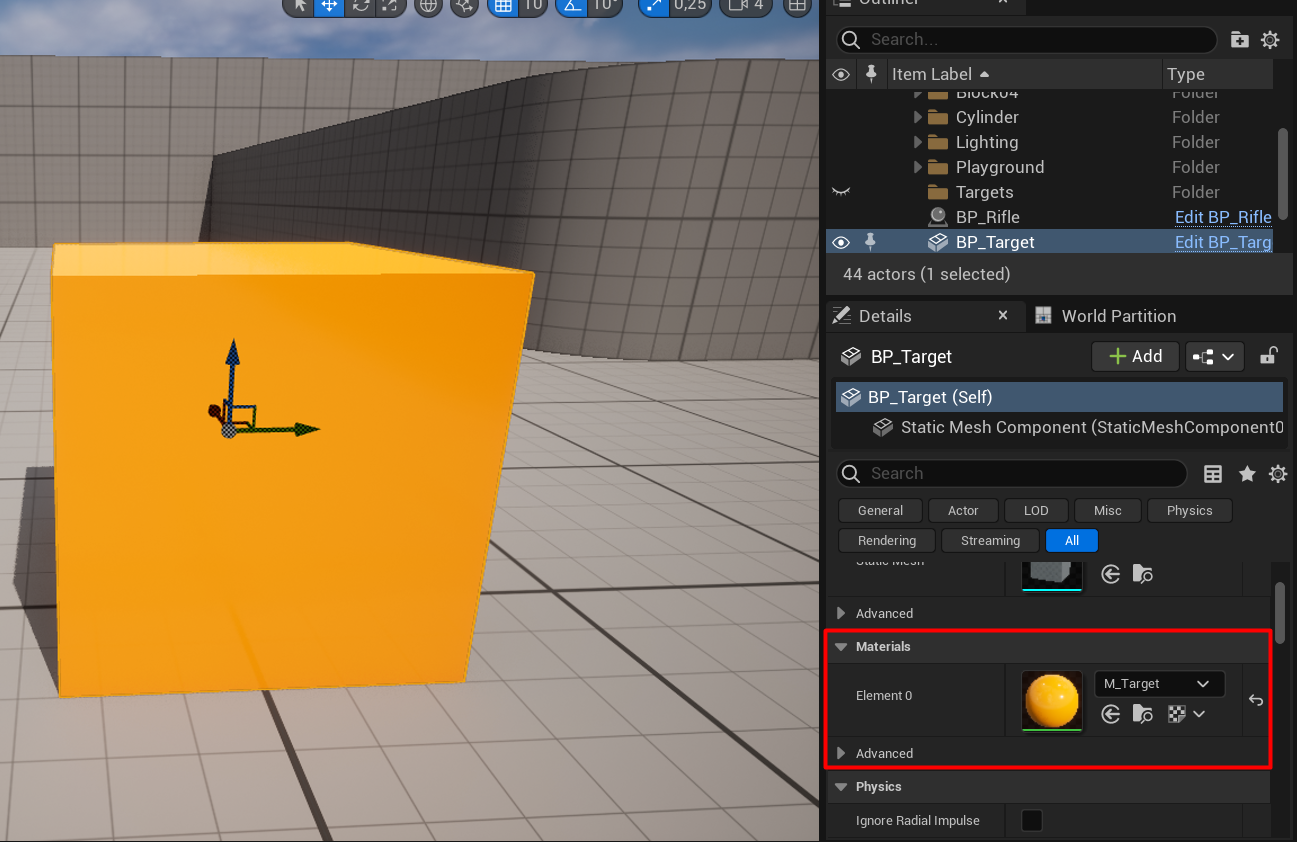 10
10°
0,25
4
Outliner
Search...
Item Label
Type
Block04
Folder
Cylinder
Folder
Lighting
Folder
Playground
Folder
Targets
Folder
BP_Rifle
Edit BP_Rifle
BP_Target
Edit BP_Targ
44 actors (1 selected)
Details
World Partition
BP_Target
Add
BP_Target (Self)
Static Mesh Component (StaticMeshComponent0
Search
General
Actor
LOD
Misc
Physics
Rendering
Streaming
All
Static Mesh
Advanced
Materials
Element 0
M_Target
Advanced
Physics
Ignore Radial Impulse